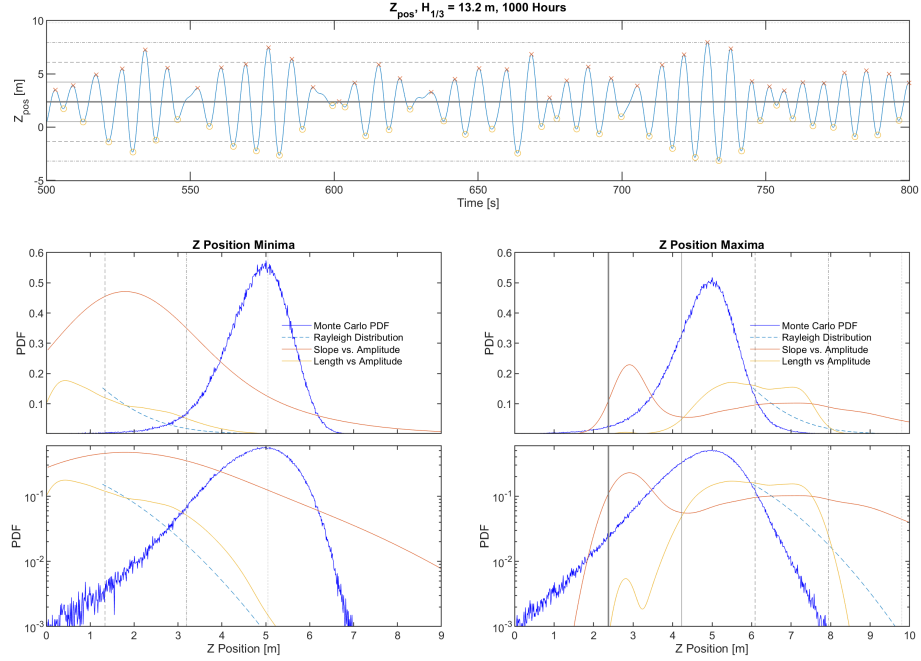 Z_pos, H_1/3 = 13.2 m, 1000 Hours
10
5
0
-5
Z_pos [m]
500 550 600 650 700 750 800
Time [s]
Z Position Minima
0.6
0.5
0.4
0.3
0.2
0.1
PDF
Monte Carlo PDF
Rayleigh Distribution
Slope vs. Amplitude
Length vs Amplitude
10^-1
10^-2
10^-3
PDF
0 1 2 3 4 5 6 7 8 9
Z Position [m]
Z Position Maxima
0.6
0.5
0.4
0.3
0.2
0.1
PDF
Monte Carlo PDF
Rayleigh Distribution
Slope vs. Amplitude
Length vs Amplitude
10^-1
10^-2
10^-3
PDF
0 1 2 3 4 5 6 7 8 9 10
Z Position [m]